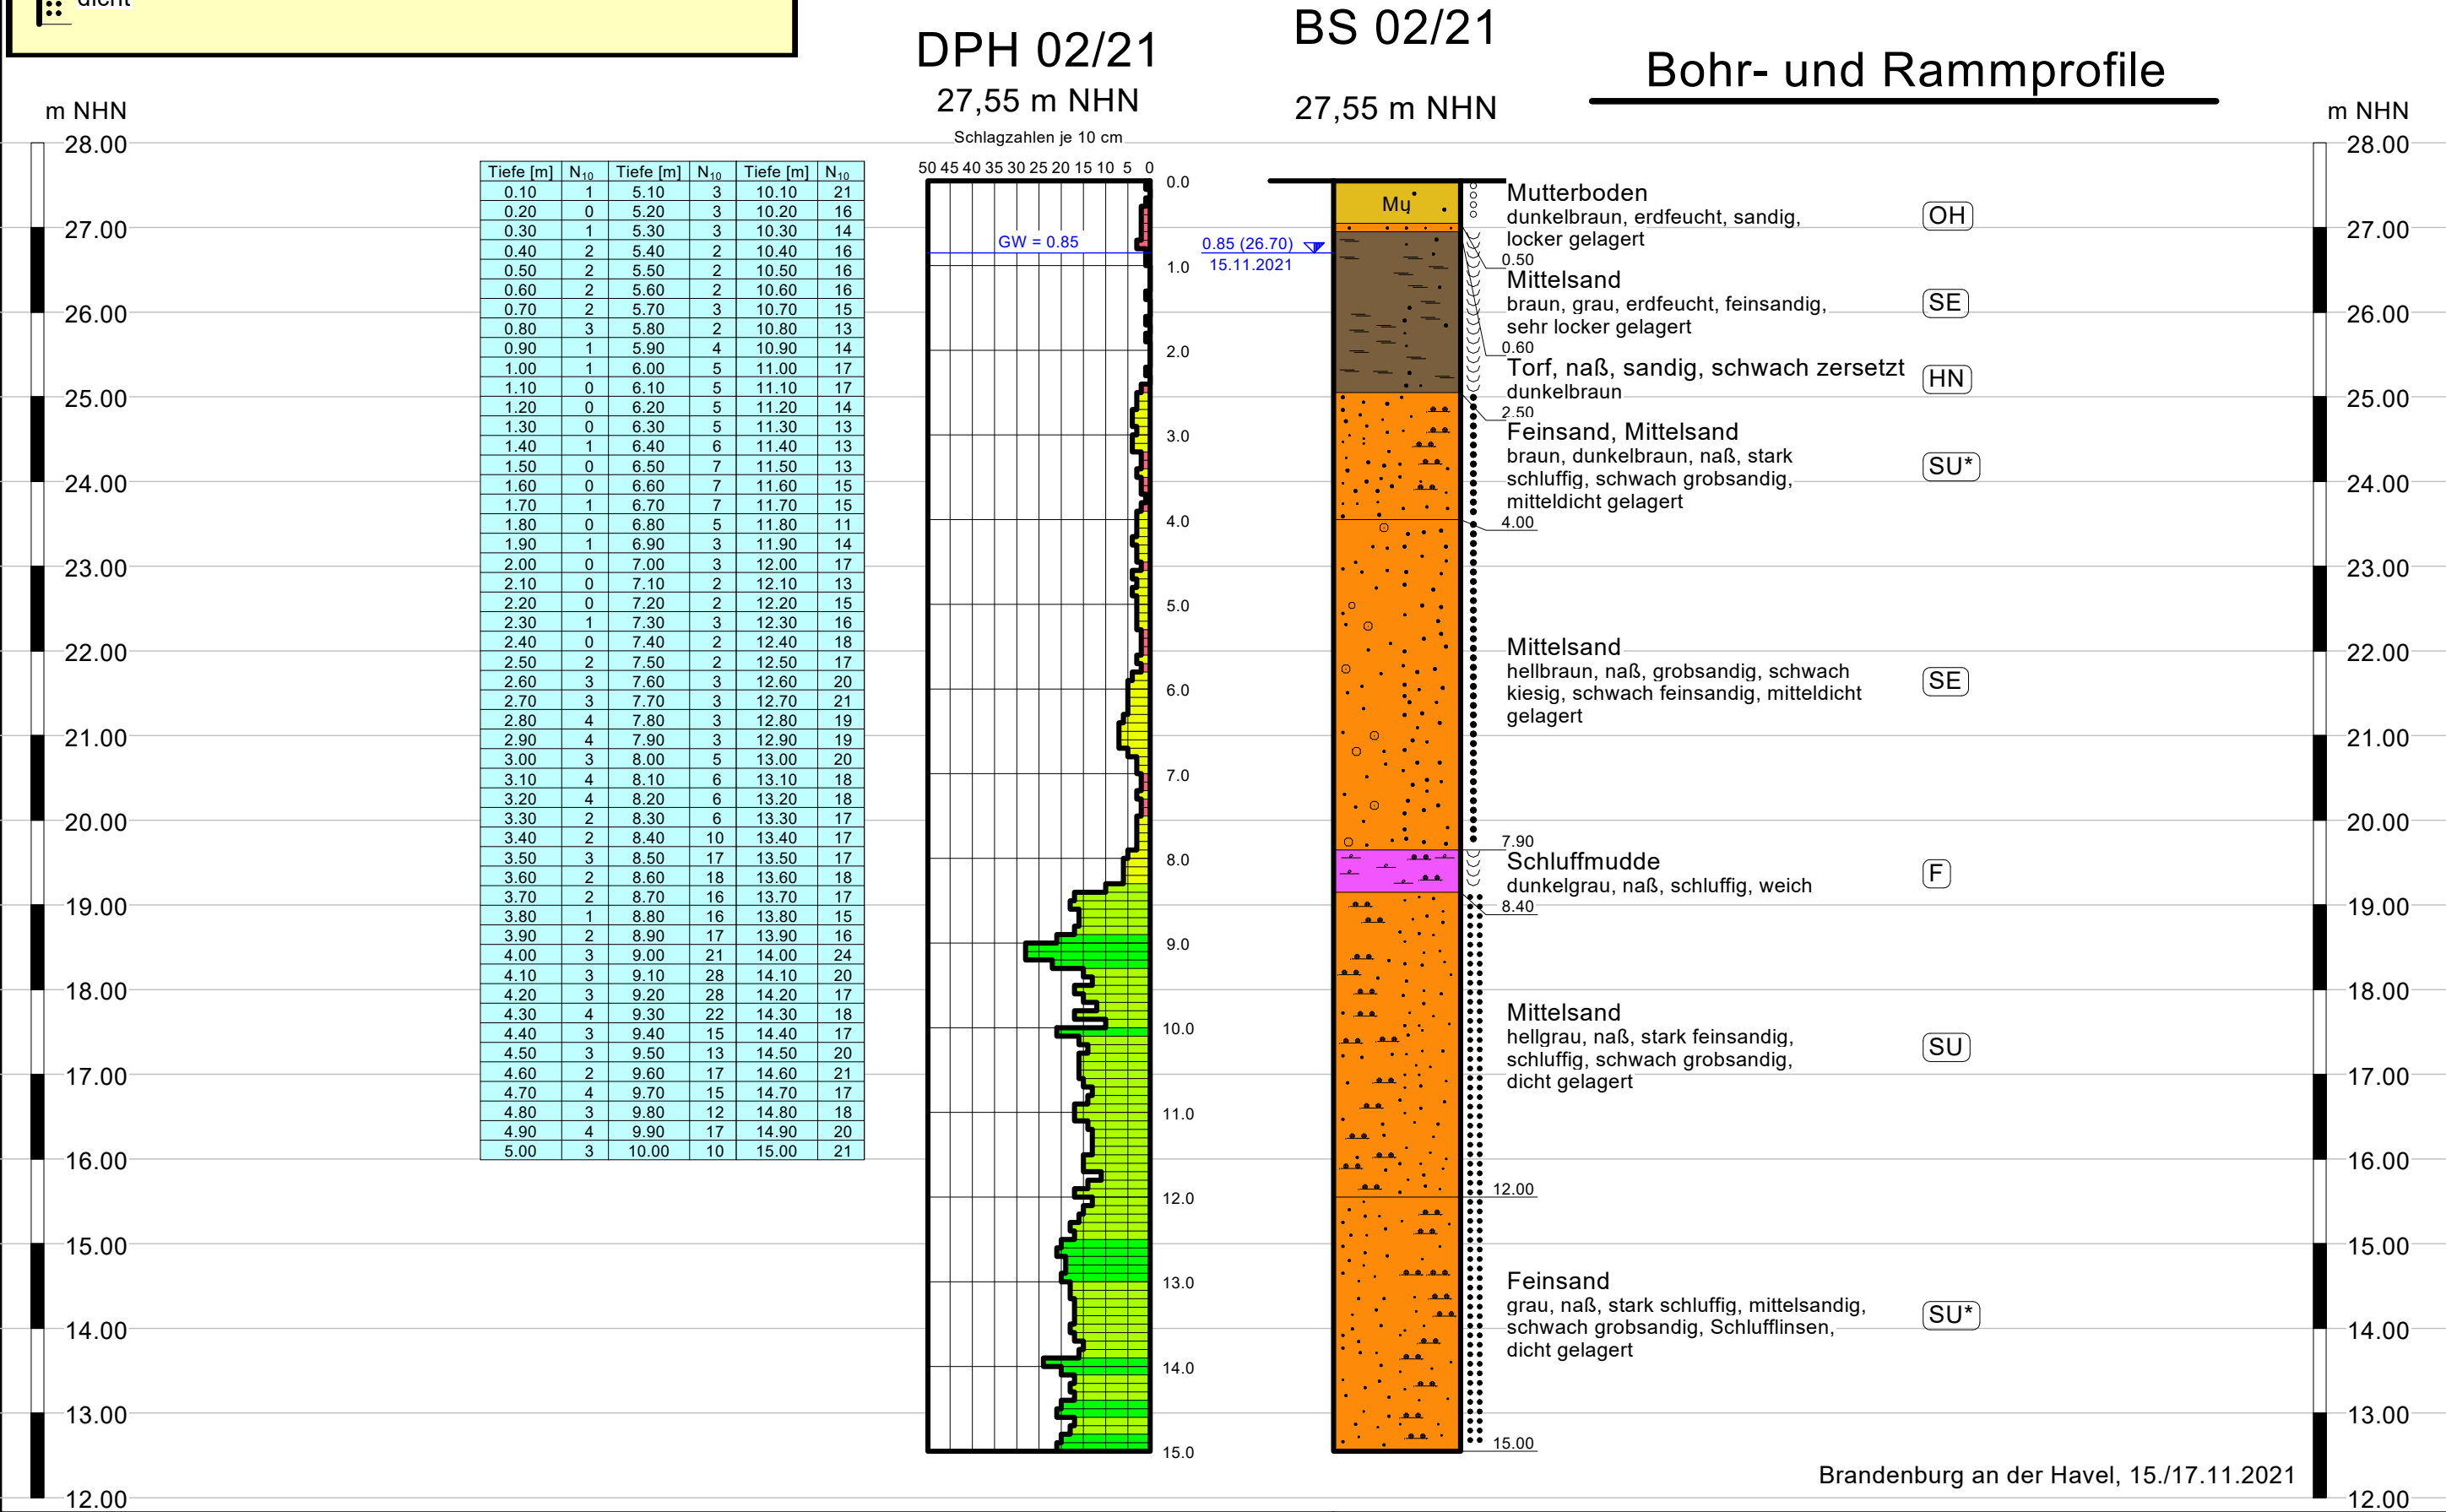 dicht
DPH 02/21
27,55 m NHN
BS 02/21
27,55 m NHN
Bohr- und Rammprofile
m NHN
28.00
27.00
26.00
25.00
24.00
23.00
22.00
21.00
20.00
19.00
18.00
17.00
16.00
15.00
14.00
13.00
12.00
Tiefe [m] N10 Tiefe [m] N10 Tiefe [m] N10
0.10 1 5.10 3 10.10 21
0.20 0 5.20 3 10.20 16
0.30 1 5.30 3 10.30 14
0.40 2 5.40 2 10.40 16
0.50 2 5.50 2 10.50 16
0.60 2 5.60 2 10.60 16
0.70 2 5.70 3 10.70 15
0.80 3 5.80 2 10.80 13
0.90 1 5.90 4 10.90 14
1.00 1 6.00 5 11.00 17
1.10 0 6.10 5 11.10 17
1.20 0 6.20 5 11.20 14
1.30 0 6.30 5 11.30 13
1.40 1 6.40 6 11.40 13
1.50 0 6.50 7 11.50 13
1.60 0 6.60 7 11.60 15
1.70 1 6.70 7 11.70 15
1.80 0 6.80 5 11.80 11
1.90 1 6.90 3 11.90 14
2.00 0 7.00 3 12.00 17
2.10 0 7.10 2 12.10 13
2.20 0 7.20 2 12.20 15
2.30 1 7.30 3 12.30 16
2.40 0 7.40 2 12.40 18
2.50 2 7.50 2 12.50 17
2.60 3 7.60 3 12.60 20
2.70 3 7.70 3 12.70 21
2.80 4 7.80 3 12.80 19
2.90 4 7.90 3 12.90 19
3.00 3 8.00 5 13.00 20
3.10 4 8.10 6 13.10 18
3.20 4 8.20 6 13.20 18
3.30 2 8.30 6 13.30 17
3.40 2 8.40 10 13.40 17
3.50 3 8.50 17 13.50 17
3.60 2 8.60 18 13.60 18
3.70 2 8.70 16 13.70 17
3.80 1 8.80 16 13.80 15
3.90 2 8.90 17 13.90 16
4.00 3 9.00 21 14.00 24
4.10 3 9.10 28 14.10 20
4.20 3 9.20 28 14.20 17
4.30 4 9.30 22 14.30 18
4.40 3 9.40 15 14.40 17
4.50 3 9.50 13 14.50 20
4.60 2 9.60 17 14.60 21
4.70 4 9.70 15 14.70 17
4.80 3 9.80 12 14.80 18
4.90 4 9.90 17 14.90 20
5.00 3 10.00 10 15.00 21
Schlagzahlen je 10 cm
50 45 40 35 30 25 20 15 10 5 0
0.0
GW = 0.85
1.0
2.0
3.0
4.0
5.0
6.0
7.0
8.0
9.0
10.0
11.0
12.0
13.0
14.0
15.0
0.85 (26.70)
15.11.2021
Mu
Mutterboden
dunkelbraun, erdfeucht, sandig,
locker gelagert
OH
0.50
Mittelsand
braun, grau, erdfeucht, feinsandig,
sehr locker gelagert
SE
0.60
Torf, naß, sandig, schwach zersetzt
dunkelbraun
HN
2.50
Feinsand, Mittelsand
braun, dunkelbraun, naß, stark
schluffig, schwach grobsandig,
mitteldicht gelagert
SU*
4.00
Mittelsand
hellbraun, naß, grobsandig, schwach
kiesig, schwach feinsandig, mitteldicht
gelagert
SE
7.90
Schluffmudde
dunkelgrau, naß, schluffig, weich
F
8.40
Mittelsand
hellgrau, naß, stark feinsandig,
schluffig, schwach grobsandig,
dicht gelagert
SU
12.00
Feinsand
grau, naß, stark schluffig, mittelsandig,
schwach grobsandig, Schlufflinsen,
dicht gelagert
SU*
15.00
m NHN
28.00
27.00
26.00
25.00
24.00
23.00
22.00
21.00
20.00
19.00
18.00
17.00
16.00
15.00
14.00
13.00
12.00
Brandenburg an der Havel, 15./17.11.2021